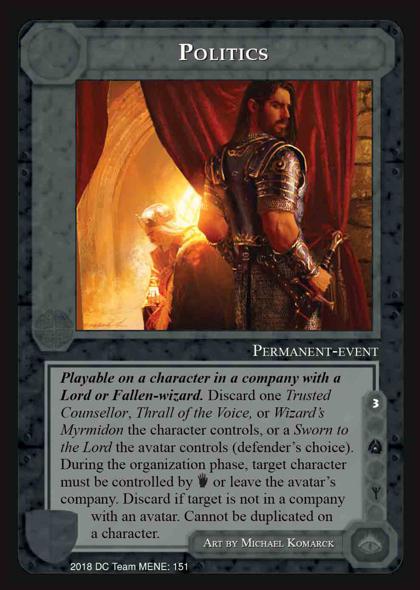 Politics
Permanent-event
Playable on a character in a company with a
Lord or Fallen-wizard. Discard one Trusted
Counsellor, Thrall of the Voice, or Wizard's
Myrmidon the character controls, or a Sworn to
the Lord the avatar controls (defender's choice).
During the organization phase, target character
must be controlled by or leave the avatar's
company. Discard if target is not in a company
with an avatar. Cannot be duplicated on
a character.
3
Art by Michael Komarck
2018 DC Team MENE: 151